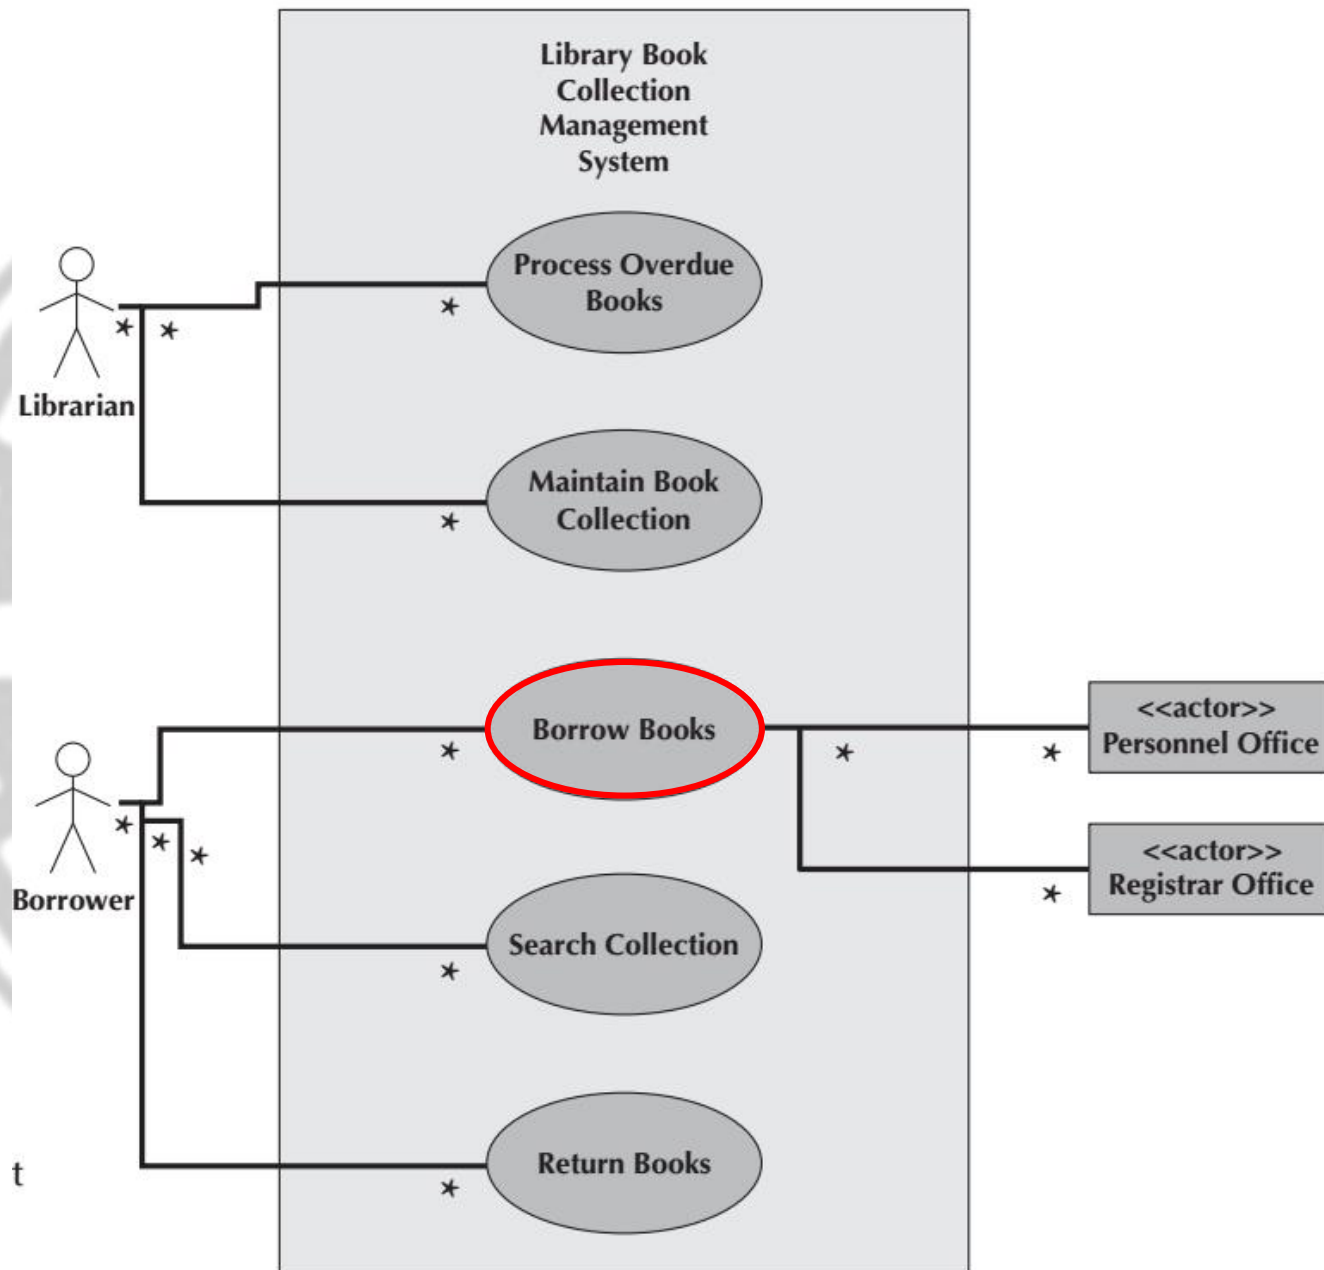 Library Book
Collection
Management
System
Process Overdue
Books
*
*
*
Librarian
Maintain Book
Collection
*
Borrow Books
*
*
*
<<actor>>
Personnel Office
*
*
*
Borrower
<<actor>>
Registrar Office
*
Search Collection
*
Return Books
*
t